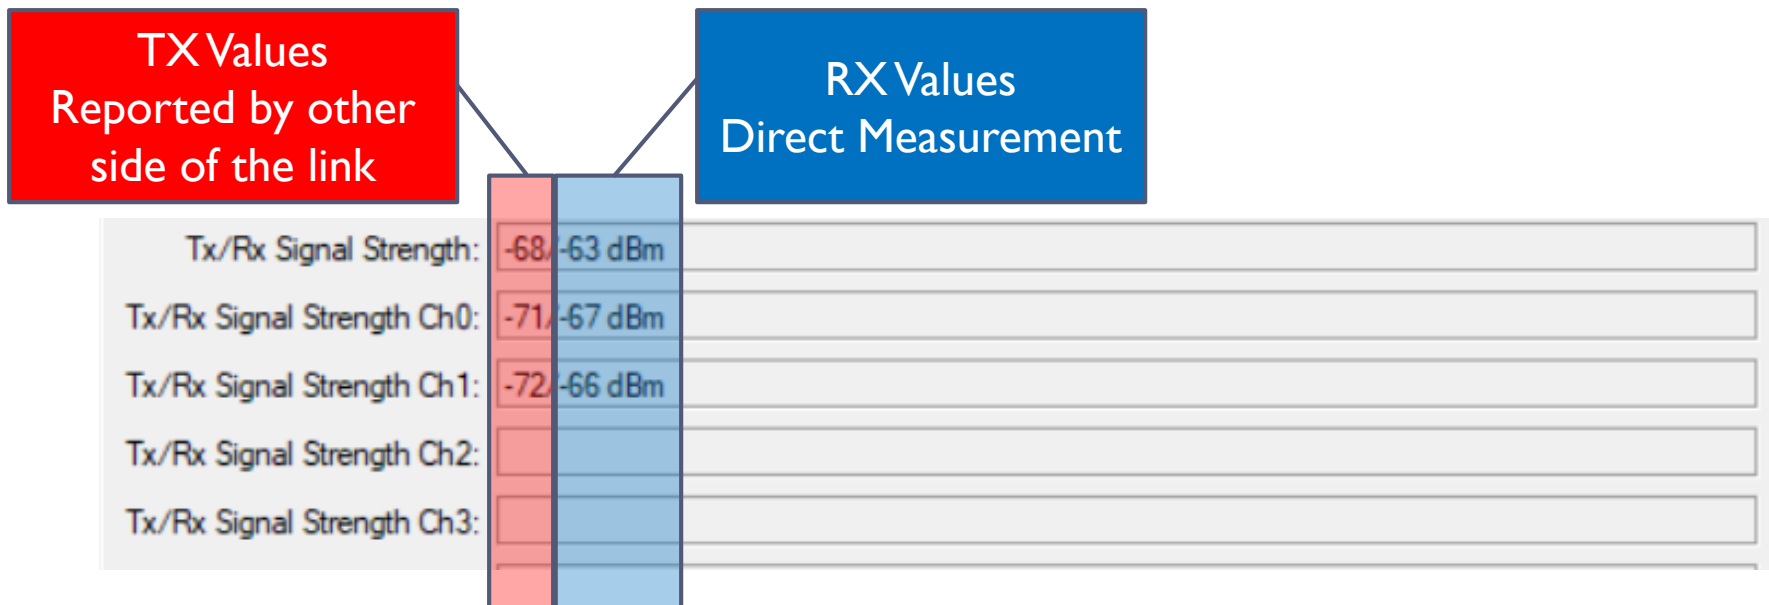 TX Values
Reported by other
side of the link
RX Values
Direct Measurement
Tx/Rx Signal Strength: -68/-63 dBm
Tx/Rx Signal Strength Ch0: -71/-67 dBm
Tx/Rx Signal Strength Ch1: -72/-66 dBm
Tx/Rx Signal Strength Ch2:
Tx/Rx Signal Strength Ch3: